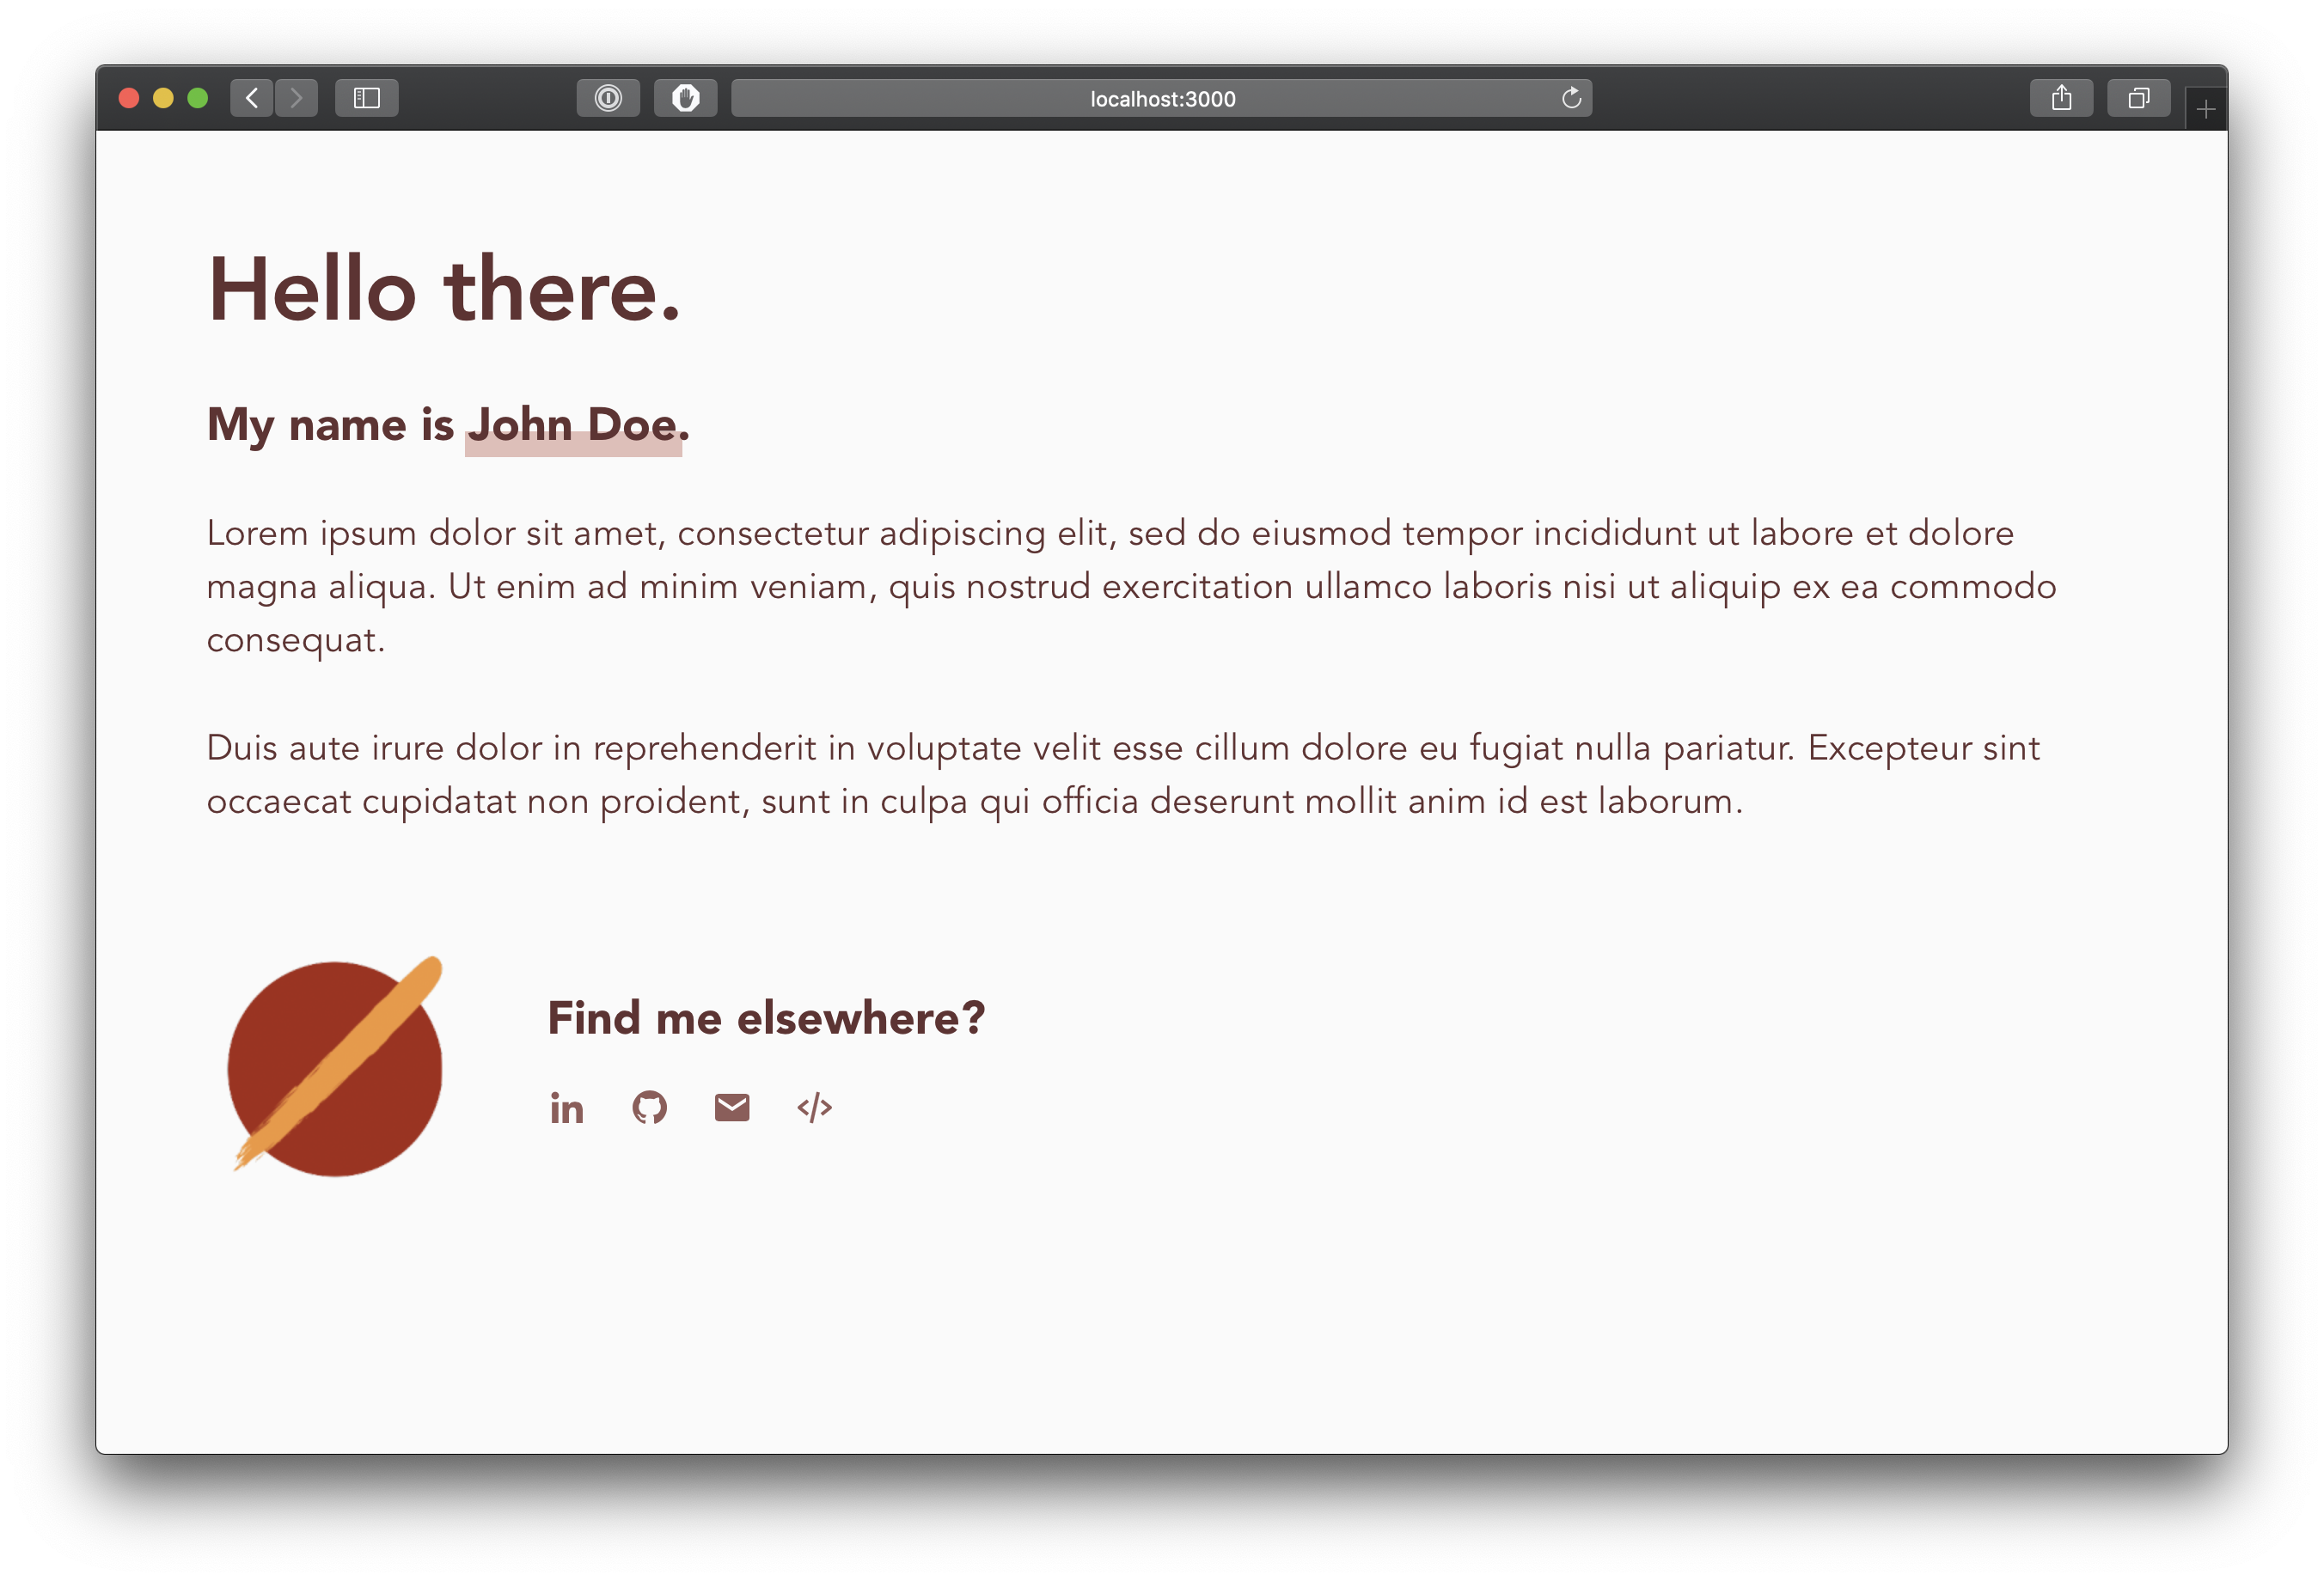 localhost:3000
Hello there.
My name is John Doe.
Lorem ipsum dolor sit amet, consectetur adipiscing elit, sed do eiusmod tempor incididunt ut labore et dolore
magna aliqua. Ut enim ad minim veniam, quis nostrud exercitation ullamco laboris nisi ut aliquip ex ea commodo
consequat.
Duis aute irure dolor in reprehenderit in voluptate velit esse cillum dolore eu fugiat nulla pariatur. Excepteur sint
occaecat cupidatat non proident, sunt in culpa qui officia deserunt mollit anim id est laborum.
Find me elsewhere?
in